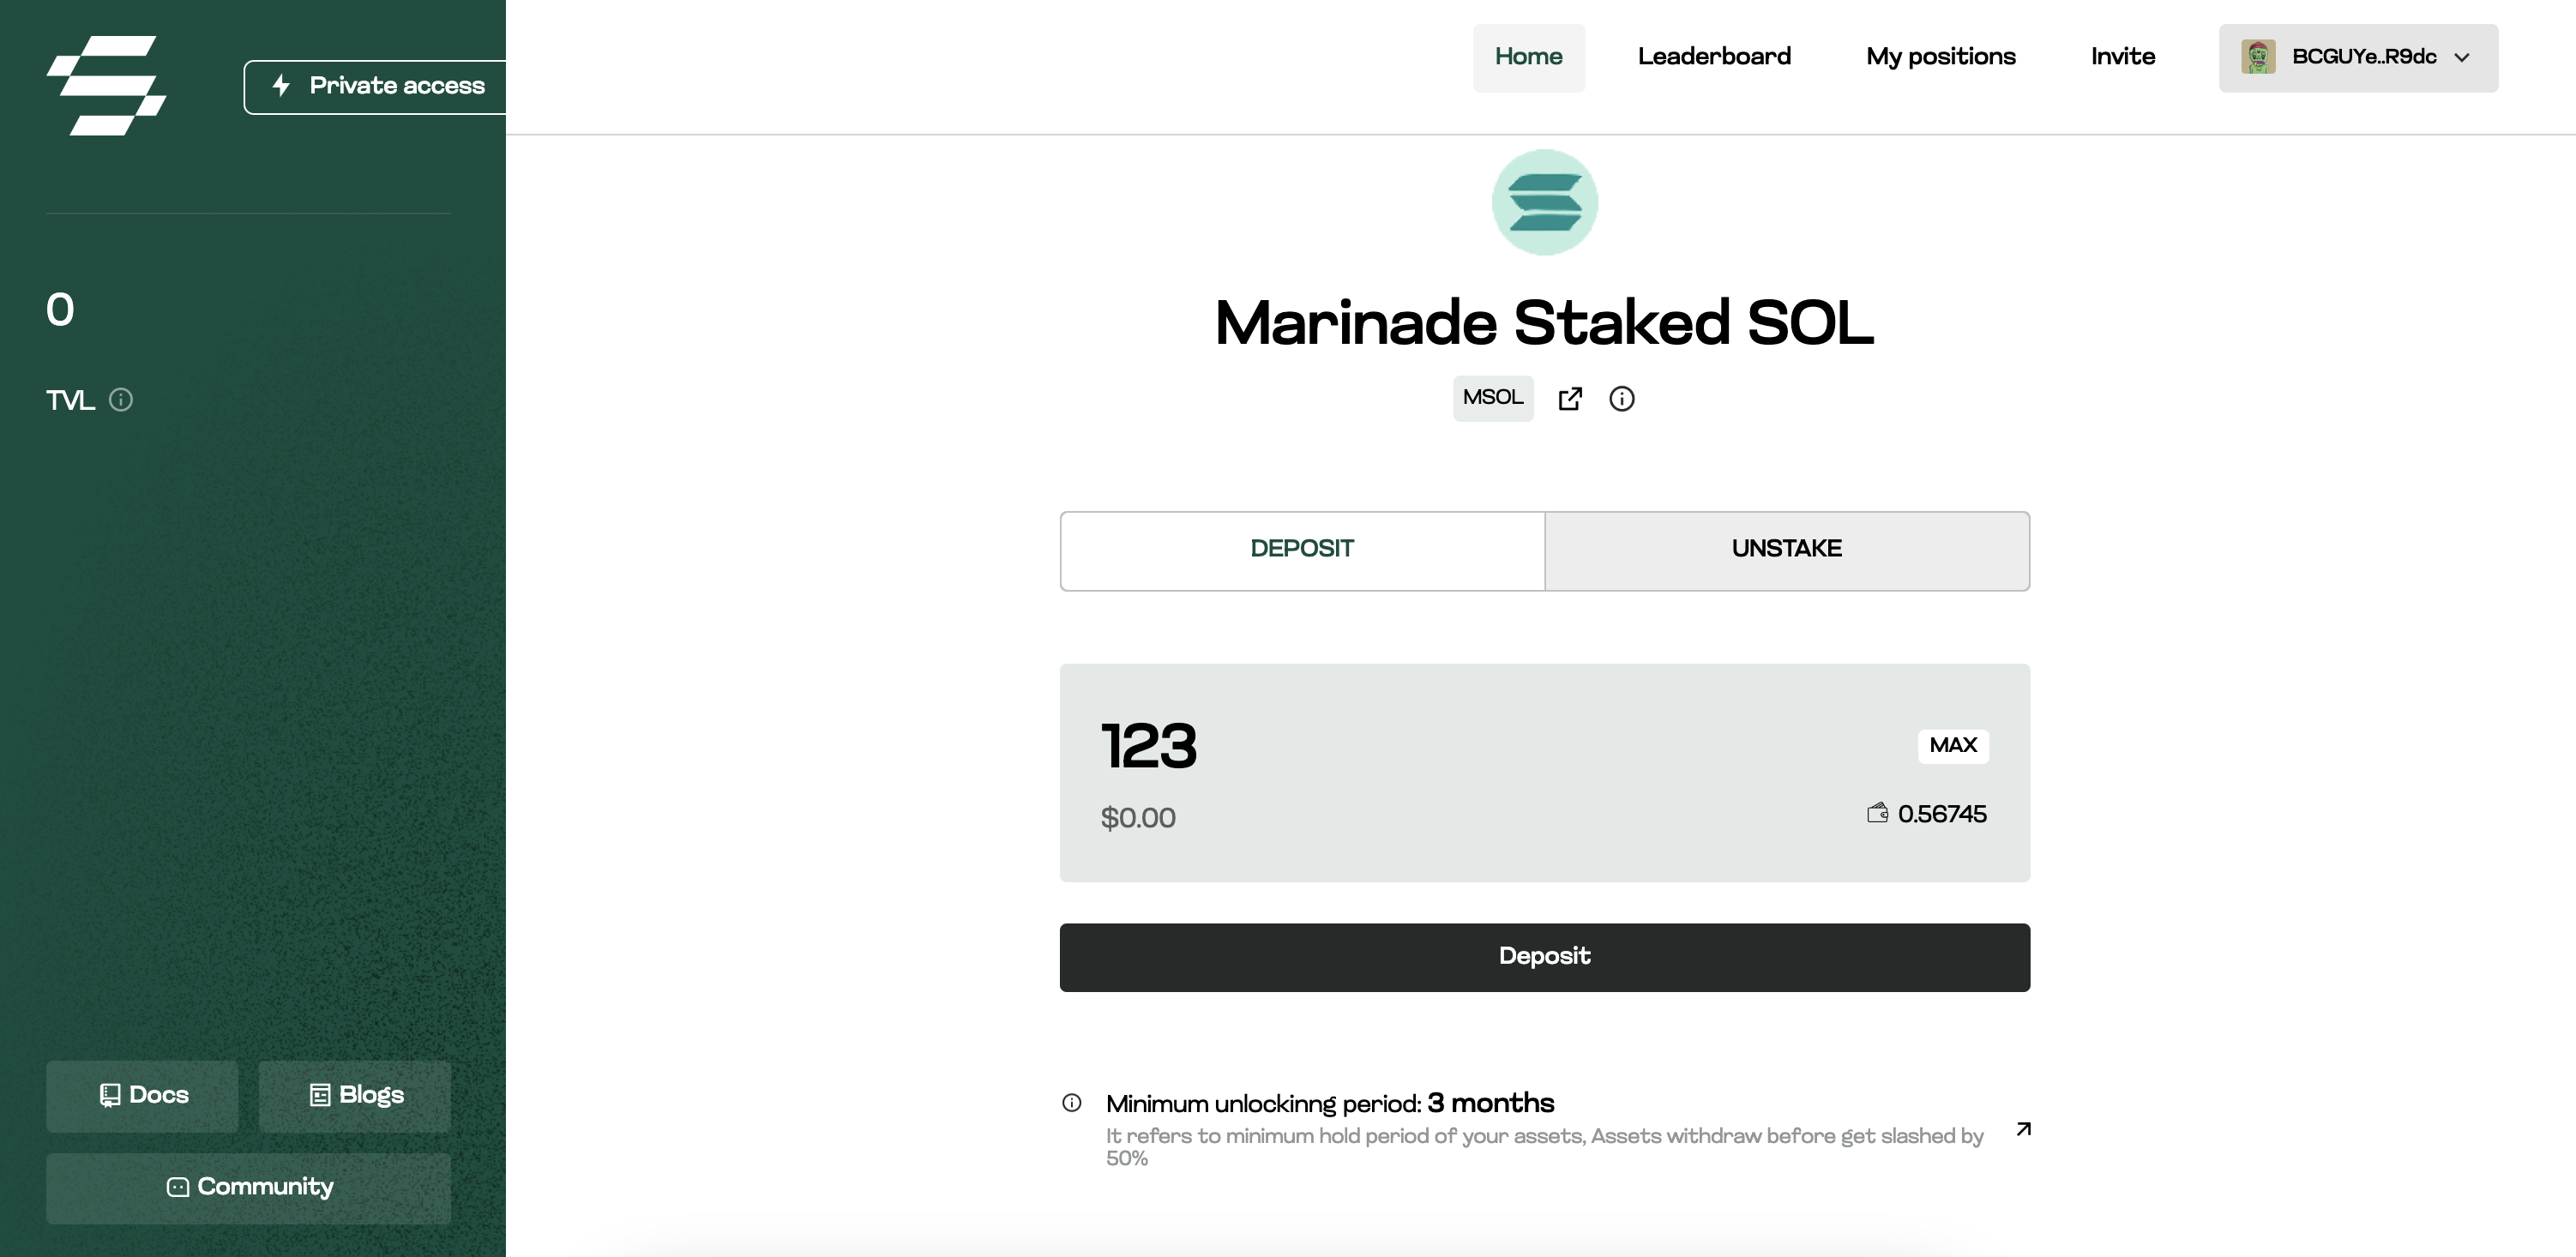 Private access
Home
Leaderboard
My positions
Invite
BCGUYe..R9dc
0
TVL
Marinade Staked SOL
MSOL
DEPOSIT
UNSTAKE
123
MAX
$0.00
0.56745
Deposit
Minimum unlockinng period: 3 months
It refers to minimum hold period of your assets, Assets withdraw before get slashed by
50%
Docs
Blogs
Community